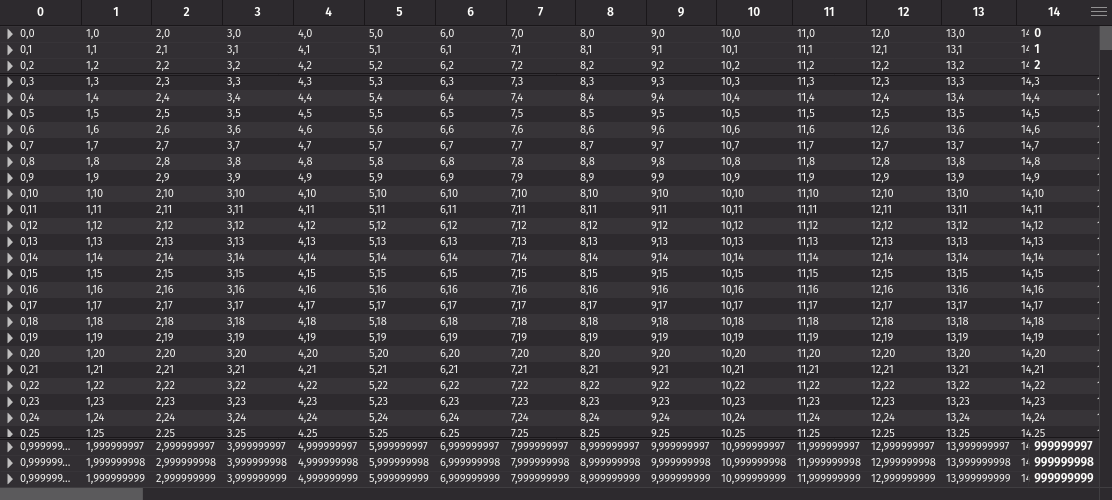 0 1 2 3 4 5 6 7 8 9 10 11 12 13 14
0,0 1,0 2,0 3,0 4,0 5,0 6,0 7,0 8,0 9,0 10,0 11,0 12,0 13,0 14 0
0,1 1,1 2,1 3,1 4,1 5,1 6,1 7,1 8,1 9,1 10,1 11,1 12,1 13,1 14 1
0,2 1,2 2,2 3,2 4,2 5,2 6,2 7,2 8,2 9,2 10,2 11,2 12,2 13,2 14 2
0,3 1,3 2,3 3,3 4,3 5,3 6,3 7,3 8,3 9,3 10,3 11,3 12,3 13,3 14,3
0,4 1,4 2,4 3,4 4,4 5,4 6,4 7,4 8,4 9,4 10,4 11,4 12,4 13,4 14,4
0,5 1,5 2,5 3,5 4,5 5,5 6,5 7,5 8,5 9,5 10,5 11,5 12,5 13,5 14,5
0,6 1,6 2,6 3,6 4,6 5,6 6,6 7,6 8,6 9,6 10,6 11,6 12,6 13,6 14,6
0,7 1,7 2,7 3,7 4,7 5,7 6,7 7,7 8,7 9,7 10,7 11,7 12,7 13,7 14,7
0,8 1,8 2,8 3,8 4,8 5,8 6,8 7,8 8,8 9,8 10,8 11,8 12,8 13,8 14,8
0,9 1,9 2,9 3,9 4,9 5,9 6,9 7,9 8,9 9,9 10,9 11,9 12,9 13,9 14,9
0,10 1,10 2,10 3,10 4,10 5,10 6,10 7,10 8,10 9,10 10,10 11,10 12,10 13,10 14,10
0,11 1,11 2,11 3,11 4,11 5,11 6,11 7,11 8,11 9,11 10,11 11,11 12,11 13,11 14,11
0,12 1,12 2,12 3,12 4,12 5,12 6,12 7,12 8,12 9,12 10,12 11,12 12,12 13,12 14,12
0,13 1,13 2,13 3,13 4,13 5,13 6,13 7,13 8,13 9,13 10,13 11,13 12,13 13,13 14,13
0,14 1,14 2,14 3,14 4,14 5,14 6,14 7,14 8,14 9,14 10,14 11,14 12,14 13,14 14,14
0,15 1,15 2,15 3,15 4,15 5,15 6,15 7,15 8,15 9,15 10,15 11,15 12,15 13,15 14,15
0,16 1,16 2,16 3,16 4,16 5,16 6,16 7,16 8,16 9,16 10,16 11,16 12,16 13,16 14,16
0,17 1,17 2,17 3,17 4,17 5,17 6,17 7,17 8,17 9,17 10,17 11,17 12,17 13,17 14,17
0,18 1,18 2,18 3,18 4,18 5,18 6,18 7,18 8,18 9,18 10,18 11,18 12,18 13,18 14,18
0,19 1,19 2,19 3,19 4,19 5,19 6,19 7,19 8,19 9,19 10,19 11,19 12,19 13,19 14,19
0,20 1,20 2,20 3,20 4,20 5,20 6,20 7,20 8,20 9,20 10,20 11,20 12,20 13,20 14,20
0,21 1,21 2,21 3,21 4,21 5,21 6,21 7,21 8,21 9,21 10,21 11,21 12,21 13,21 14,21
0,22 1,22 2,22 3,22 4,22 5,22 6,22 7,22 8,22 9,22 10,22 11,22 12,22 13,22 14,22
0,23 1,23 2,23 3,23 4,23 5,23 6,23 7,23 8,23 9,23 10,23 11,23 12,23 13,23 14,23
0,24 1,24 2,24 3,24 4,24 5,24 6,24 7,24 8,24 9,24 10,24 11,24 12,24 13,24 14,24
0,25 1,25 2,25 3,25 4,25 5,25 6,25 7,25 8,25 9,25 10,25 11,25 12,25 13,25 14,25
0,999999... 1,999999997 2,999999997 3,999999997 4,999999997 5,999999997 6,999999997 7,999999997 8,999999997 9,999999997 10,999999997 11,999999997 12,999999997 13,999999997 14 999999997
0,999999... 1,999999998 2,999999998 3,999999998 4,999999998 5,999999998 6,999999998 7,999999998 8,999999998 9,999999998 10,999999998 11,999999998 12,999999998 13,999999998 14 999999998
0,999999... 1,999999999 2,999999999 3,999999999 4,999999999 5,999999999 6,999999999 7,999999999 8,999999999 9,999999999 10,999999999 11,999999999 12,999999999 13,999999999 14 999999999